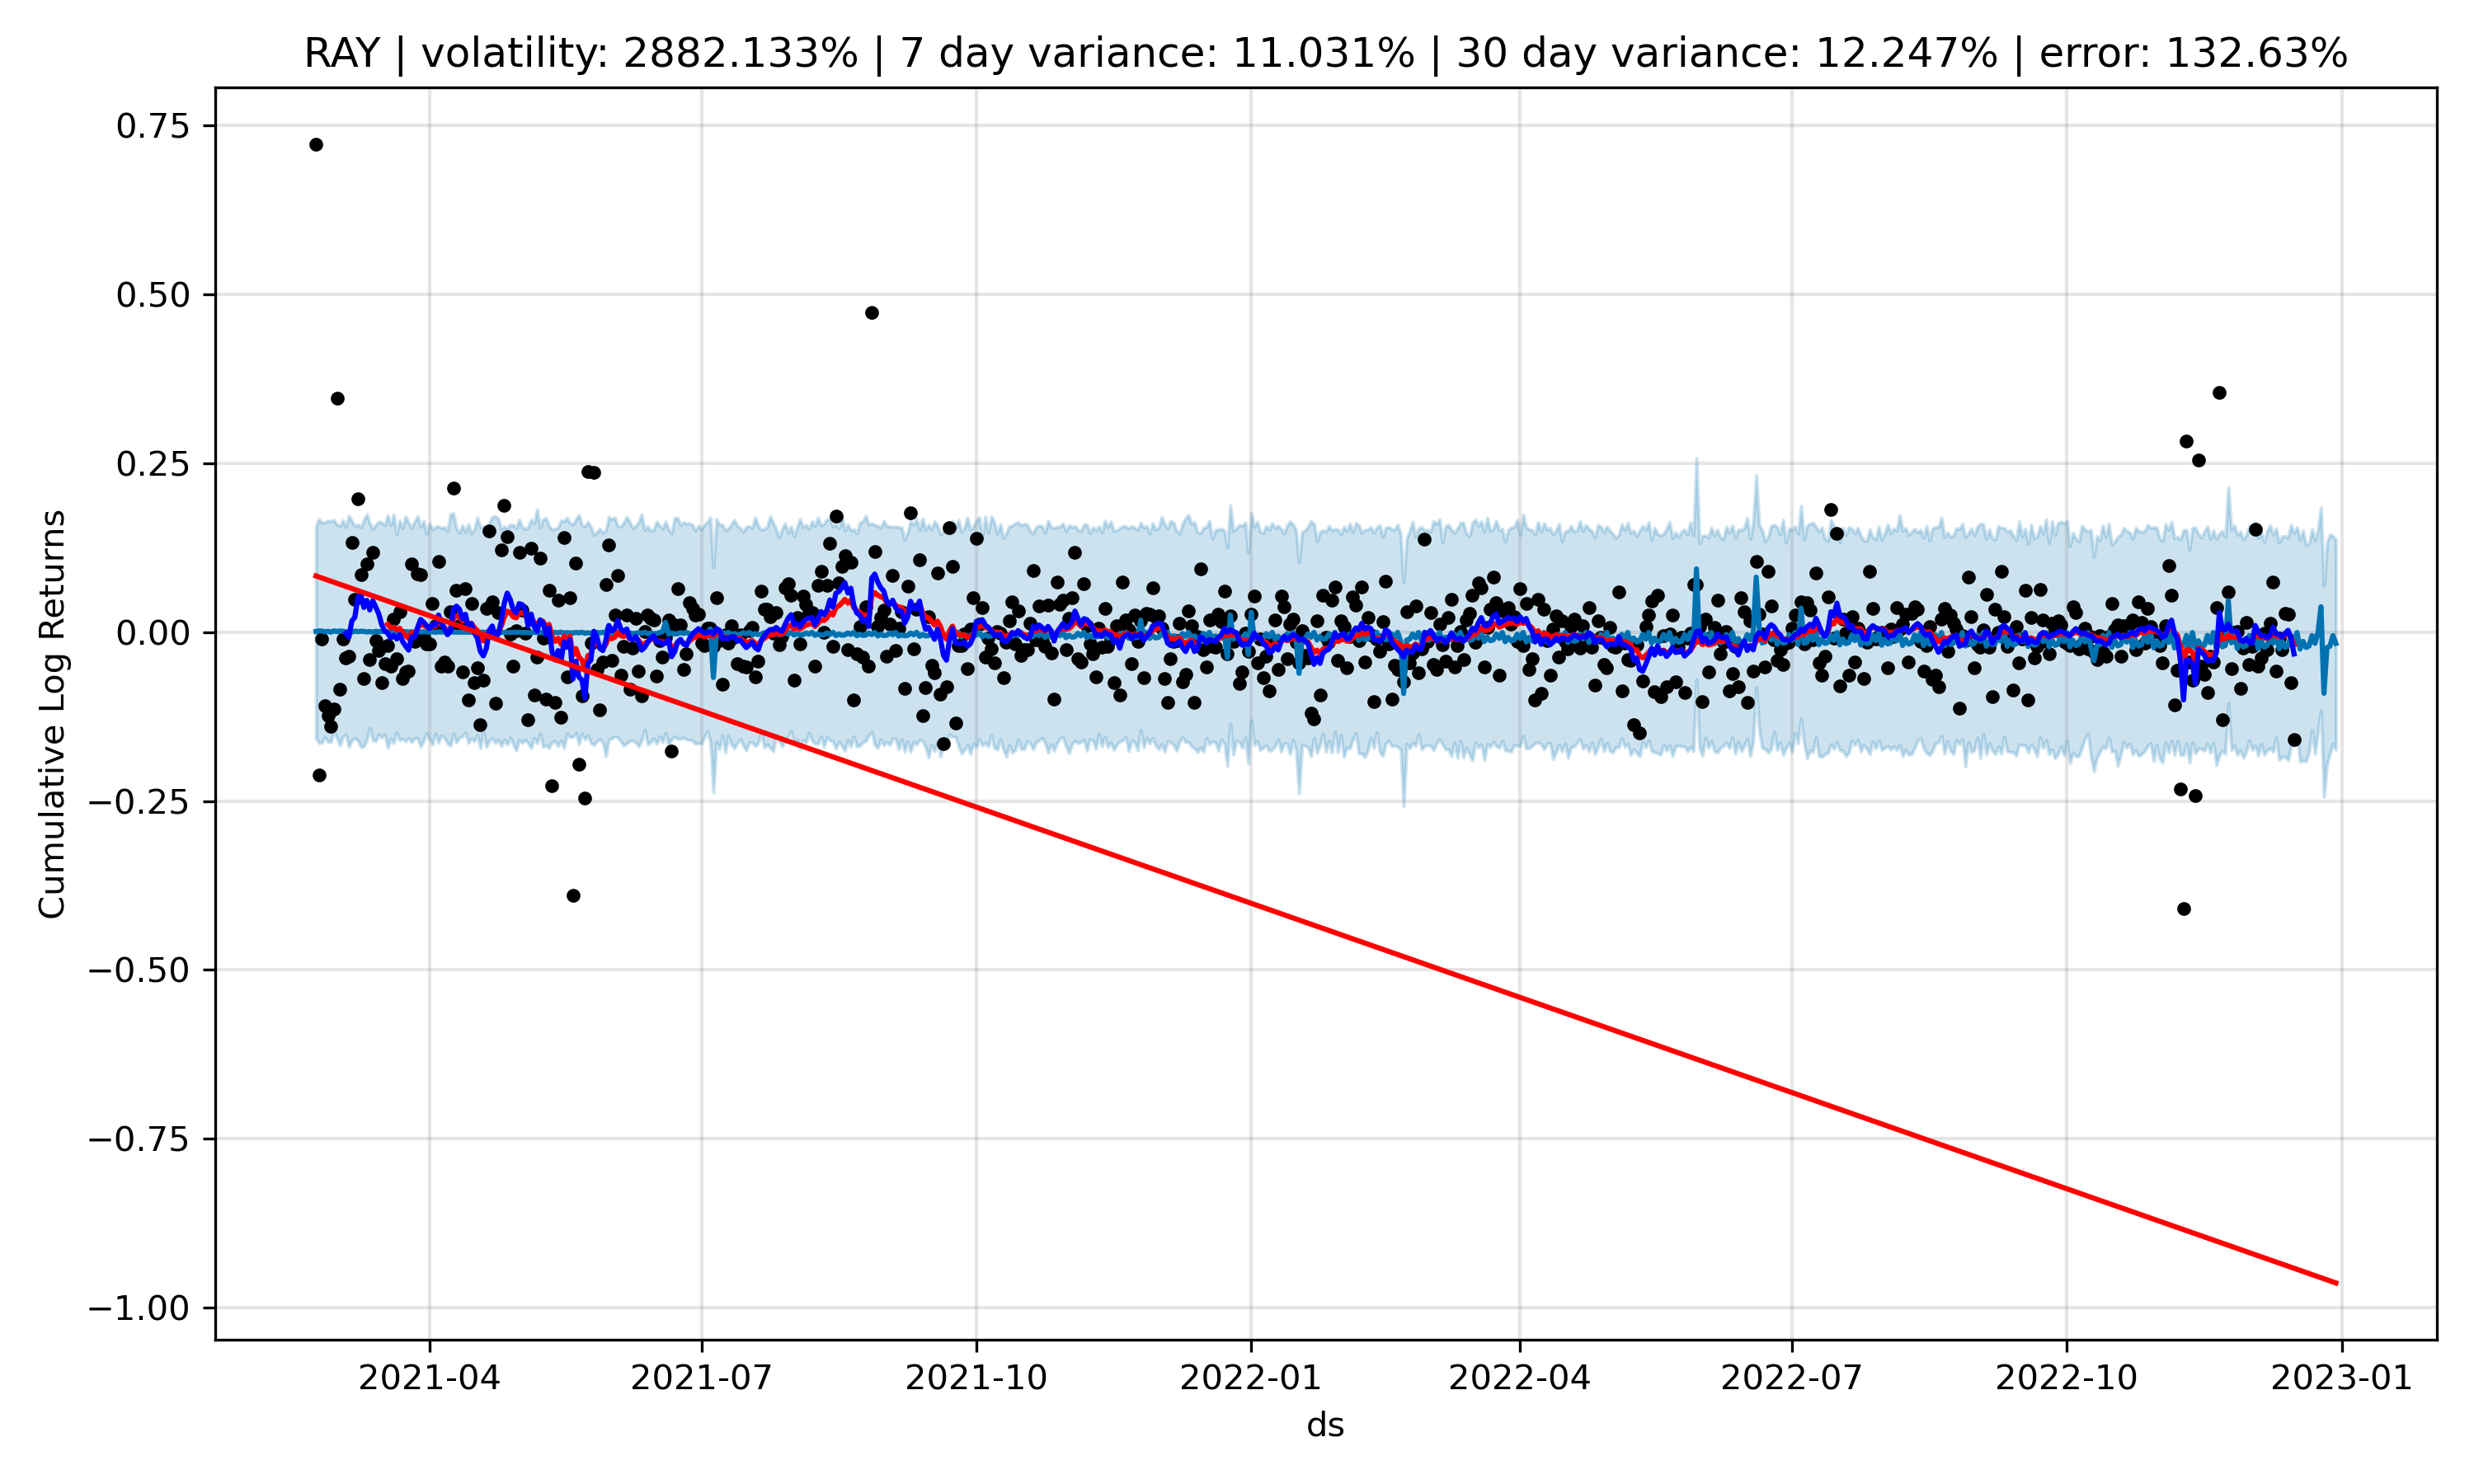 RAY | volatility: 2882.133% | 7 day variance: 11.031% | 30 day variance: 12.247% | error: 132.63%
0.75
0.50
0.25
0.00
−0.25
−0.50
−0.75
−1.00
Cumulative Log Returns
2021-04 2021-07 2021-10 2022-01 2022-04 2022-07 2022-10 2023-01
ds